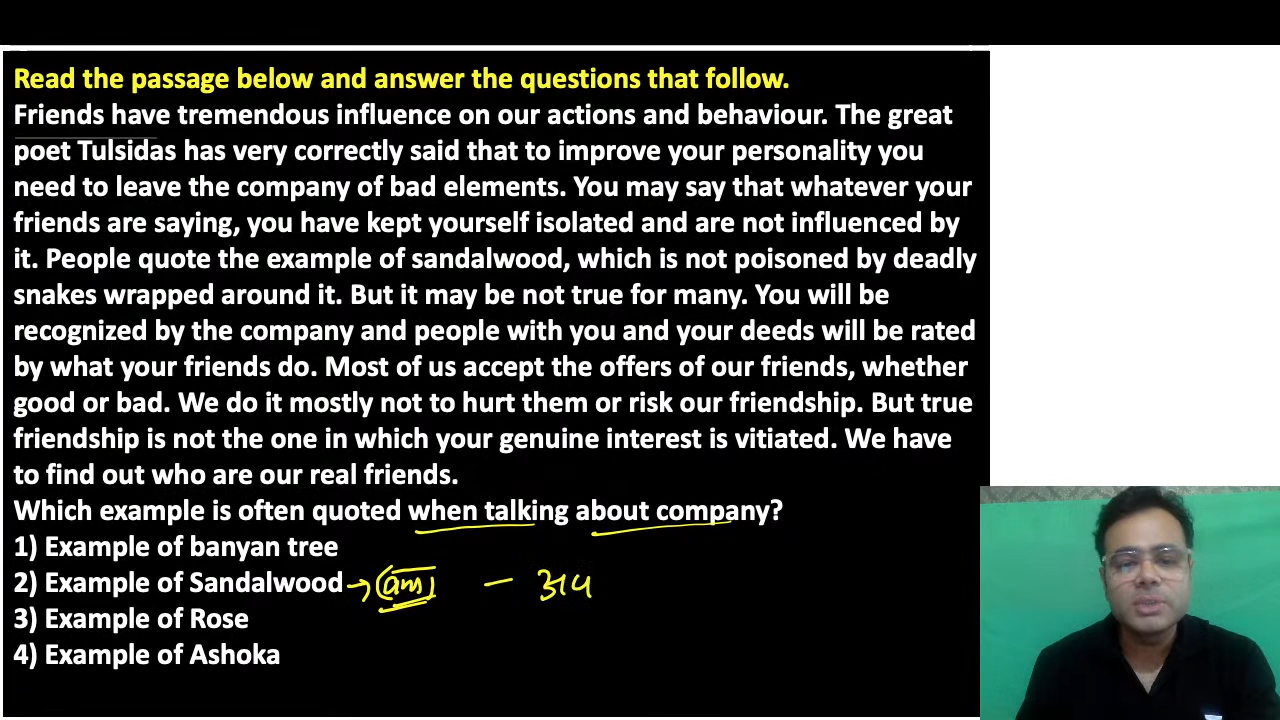 Read the passage below and answer the questions that follow.
Friends have tremendous influence on our actions and behaviour. The great
poet Tulsidas has very correctly said that to improve your personality you
need to leave the company of bad elements. You may say that whatever your
friends are saying, you have kept yourself isolated and are not influenced by
it. People quote the example of sandalwood, which is not poisoned by deadly
snakes wrapped around it. But it may be not true for many. You will be
recognized by the company and people with you and your deeds will be rated
by what your friends do. Most of us accept the offers of our friends, whether
good or bad. We do it mostly not to hurt them or risk our friendship. But true
friendship is not the one in which your genuine interest is vitiated. We have
to find out who are our real friends.
Which example is often quoted when talking about company?
1) Example of banyan tree
2) Example of Sandalwood → (ans)
3) Example of Rose
4) Example of Ashoka